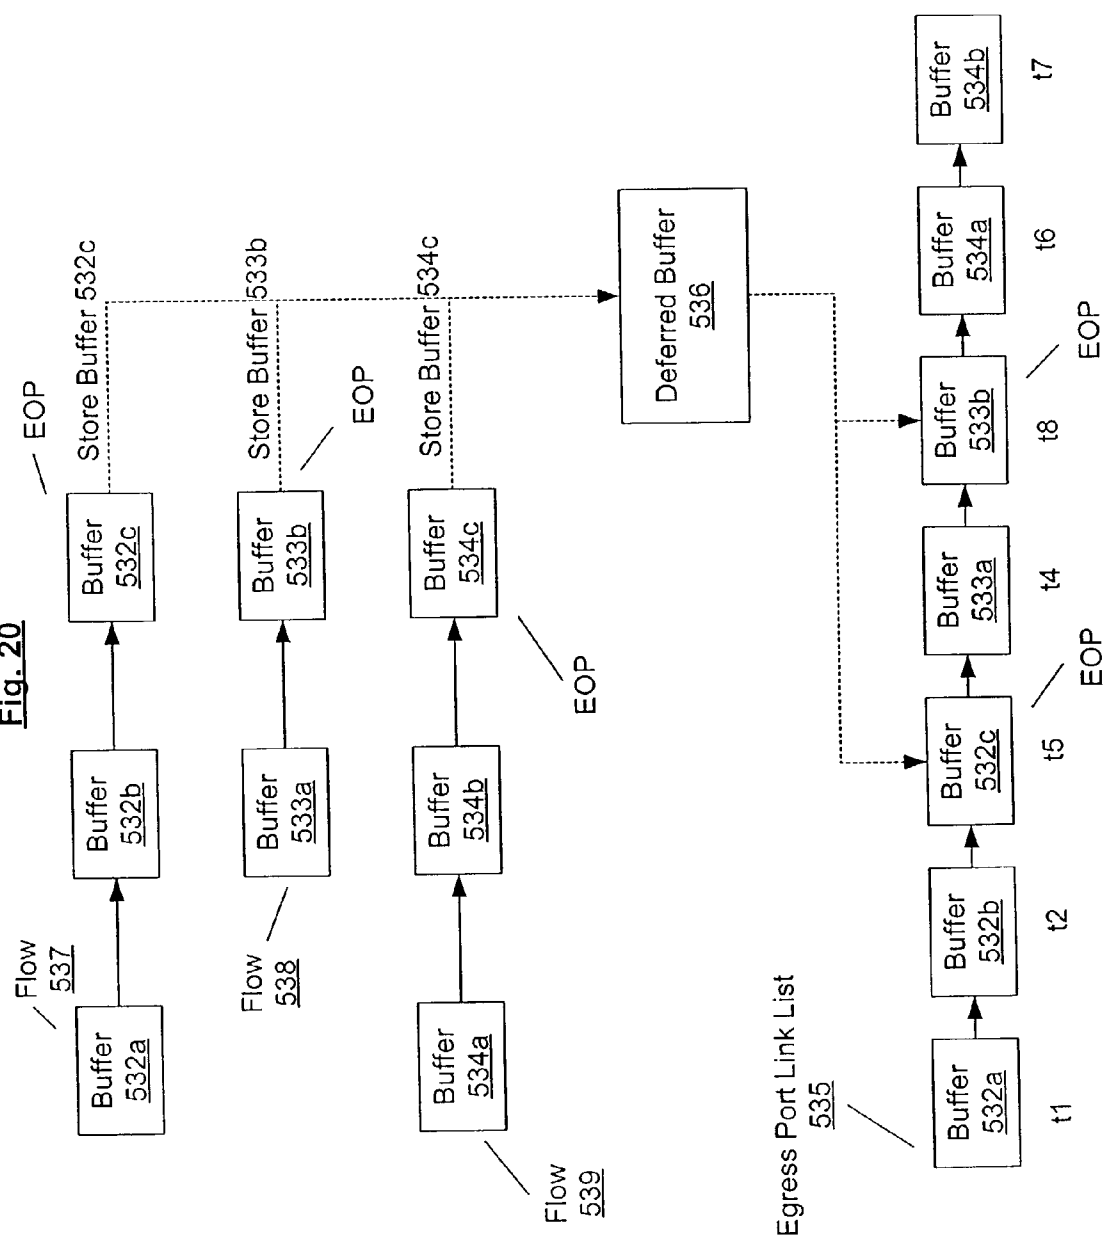 Fig. 20
Flow
537
Buffer
532a
Buffer
532b
Buffer
532c
EOP
Store Buffer 532c
Flow
538
Buffer
533a
Buffer
533b
EOP
Store Buffer 533b
Flow
539
Buffer
534a
Buffer
534b
Buffer
534c
EOP
Store Buffer 534c
Deferred Buffer
536
Egress Port Link List
535
Buffer
532a
Buffer
532b
Buffer
532c
Buffer
533a
Buffer
533b
Buffer
534a
Buffer
534b
t1
t2
t5
t4
t8
t6
t7
EOP
EOP